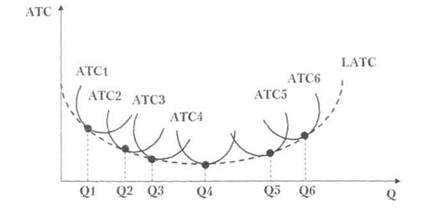 ATC
LATC
ATC1
ATC6
ATC2
ATC3
ATC5
ATC4
Q1 Q2 Q3 Q4 Q5 Q6 Q